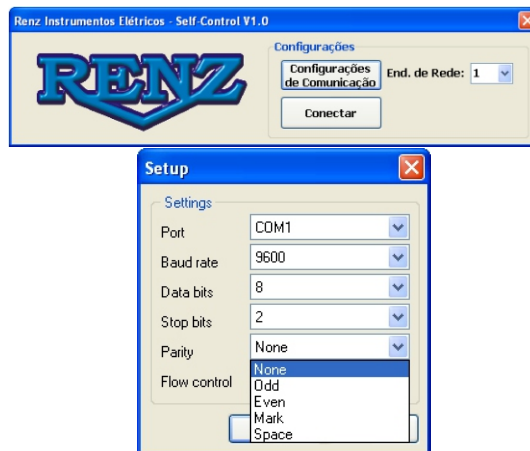 Renz Instrumentos Elétricos - Self-Control V1.0
RENZ
Configurações
Configurações
de Comunicação
End. de Rede: 1
Conectar
Setup
Settings
Port COM1
Baud rate 9600
Data bits 8
Stop bits 2
Parity None
Flow control
None
Odd
Even
Mark
Space